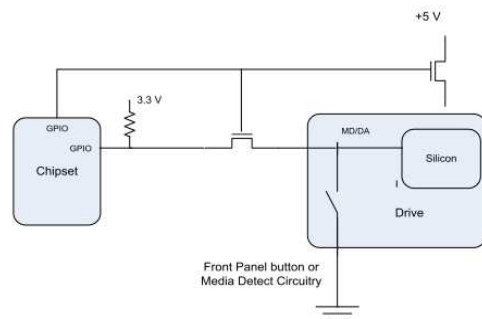 +5 V
3.3 V
GPIO
GPIO
Chipset
MD/DA
Silicon
I
Drive
Front Panel button or
Media Detect Circuitry